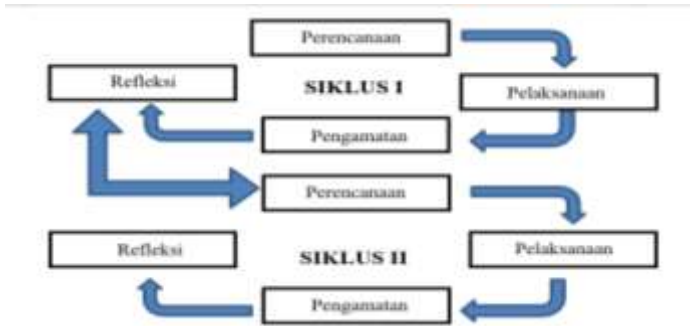 Perencanaan
Refleksi
SIKLUS I
Pelaksanaan
Pengamatan
Perencanaan
Refleksi
SIKLUS II
Pelaksanaan
Pengamatan